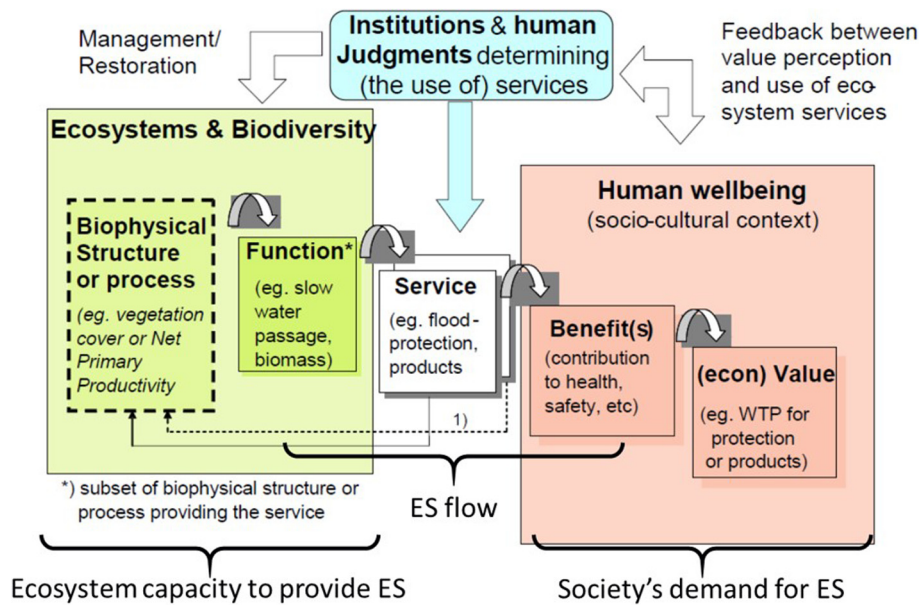 Management/
Restoration
Institutions & human
Judgments determining
(the use of) services
Feedback between
value perception
and use of eco-
system services
Ecosystems & Biodiversity
Biophysical
Structure
or process
(eg. vegetation
cover or Net
Primary
Productivity
Function*
(eg. slow
water
passage,
biomass)
Service
(eg. flood-
protection,
products
Human wellbeing
(socio-cultural context)
Benefit(s)
(contribution
to health,
safety, etc)
(econ) Value
(eg. WTP for
protection
or products)
1)
*) subset of biophysical structure or
process providing the service
ES flow
Ecosystem capacity to provide ES
Society's demand for ES